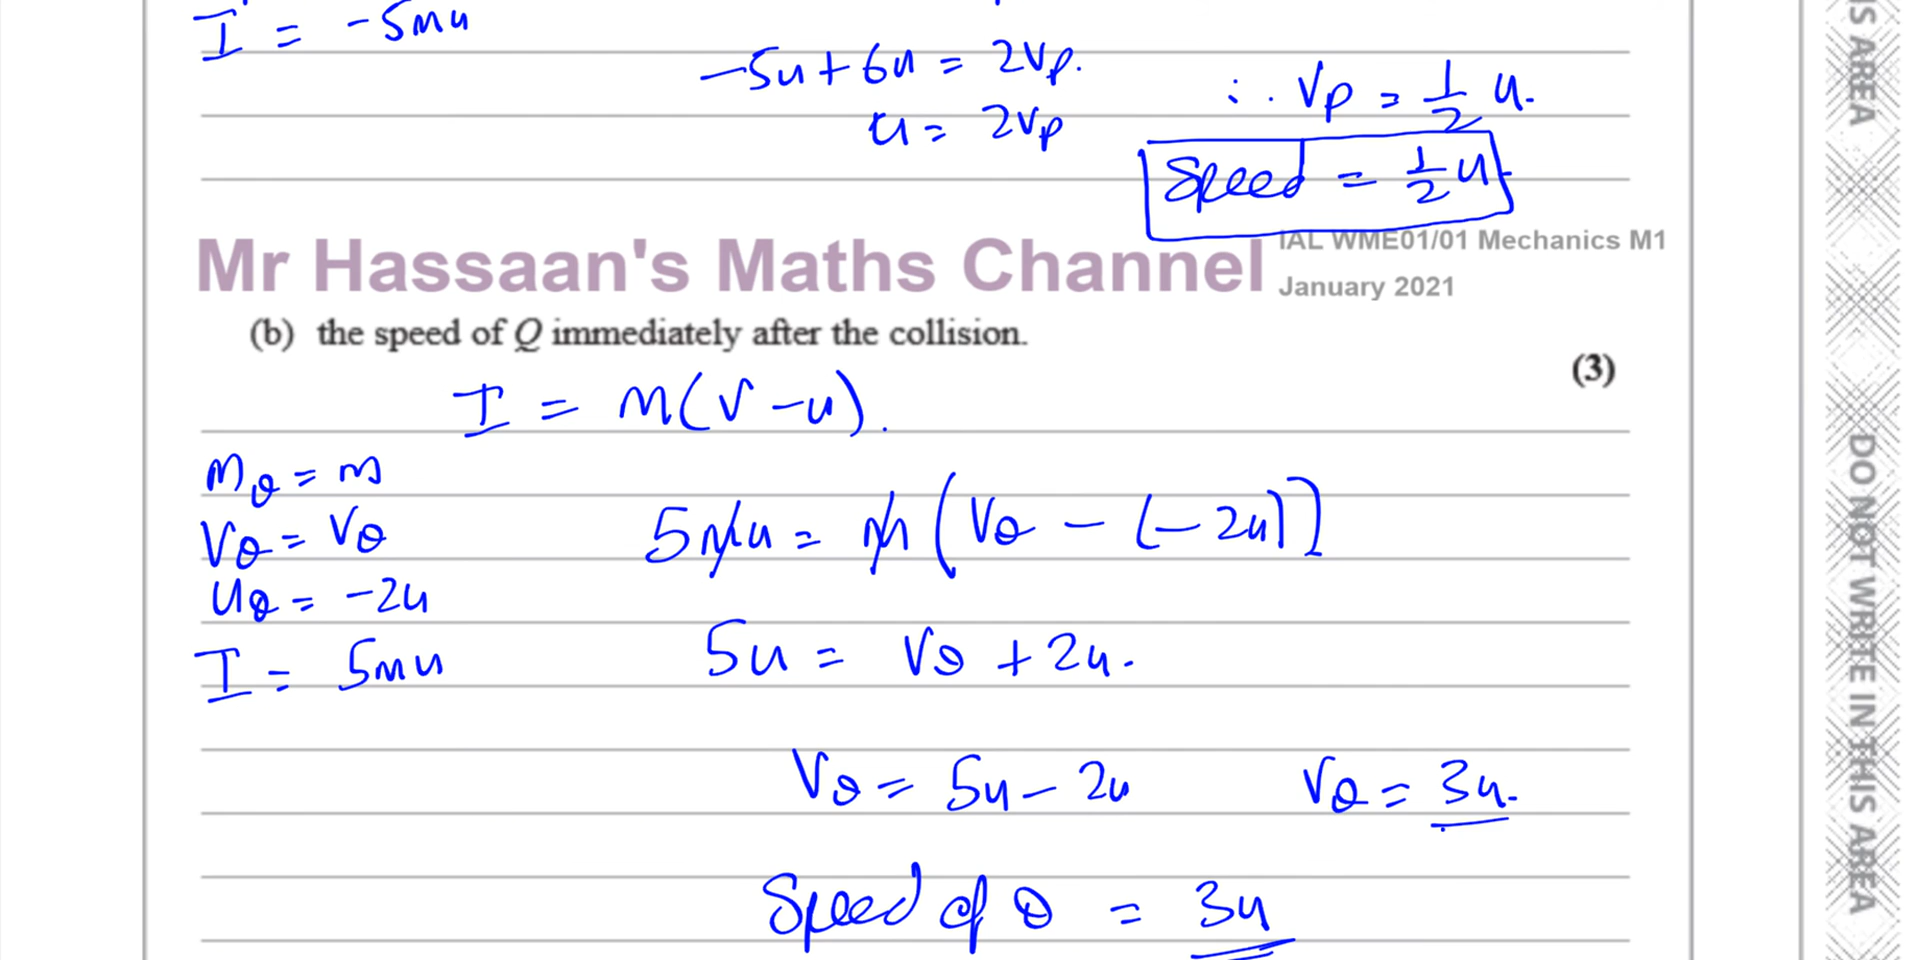 I = -5mu
-5u + 6u = 2Vp.
u = 2Vp
∴ Vp = 1/2 u.
Speed = 1/2 u
IAL WME01/01 Mechanics M1
Mr Hassaan's Maths Channel
January 2021
(b) the speed of Q immediately after the collision.
(3)
I = m(v - u).
mQ = m
VQ = VQ
uQ = -2u
I = 5mu
5mu = m(VQ - (-2u))
5u = VQ + 2u.
VQ = 5u - 2u
VQ = 3u.
Speed of Q = 3u
IS AREA
DO NOT WRITE IN THIS AREA